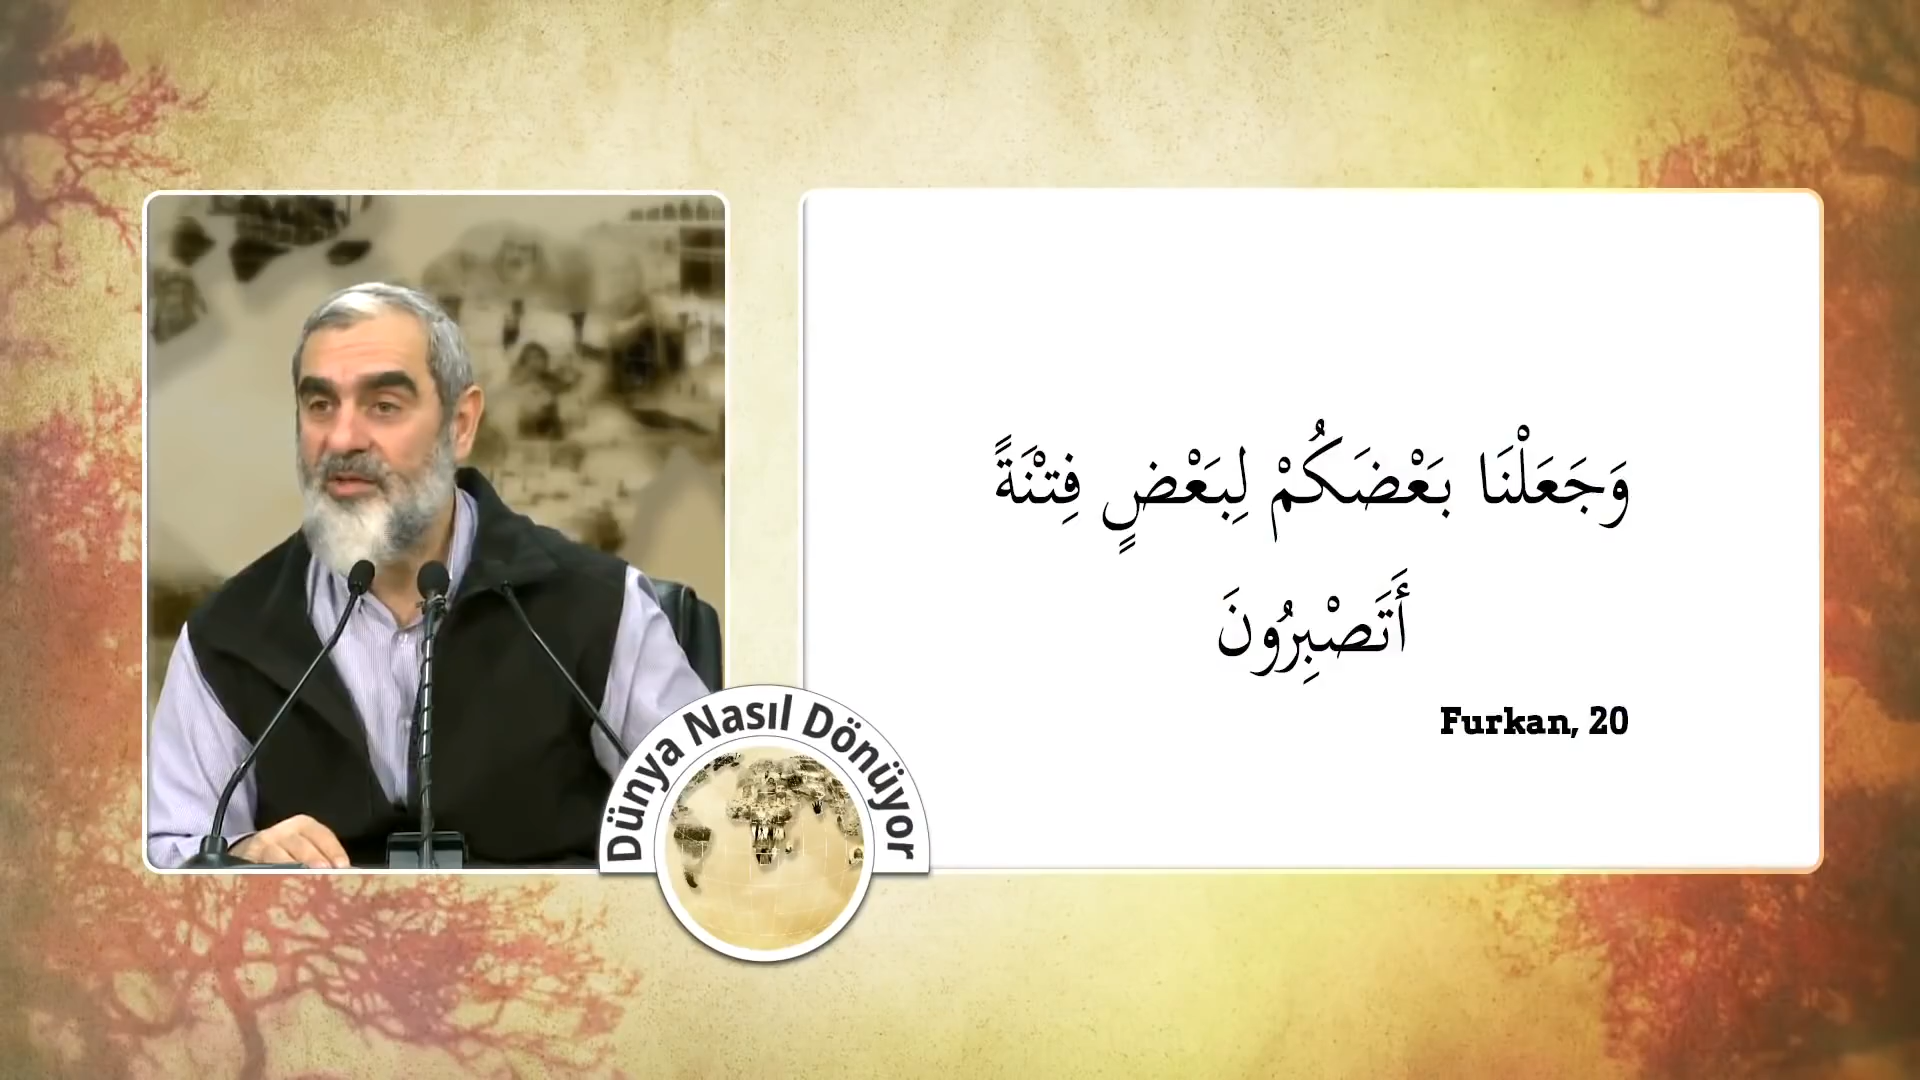 وَجَعَلْنَا بَعْضَكُمْ لِبَعْضٍ فِتْنَةً
أَتَصْبِرُونَ
Furkan, 20
Dünya Nasıl Dönüyor